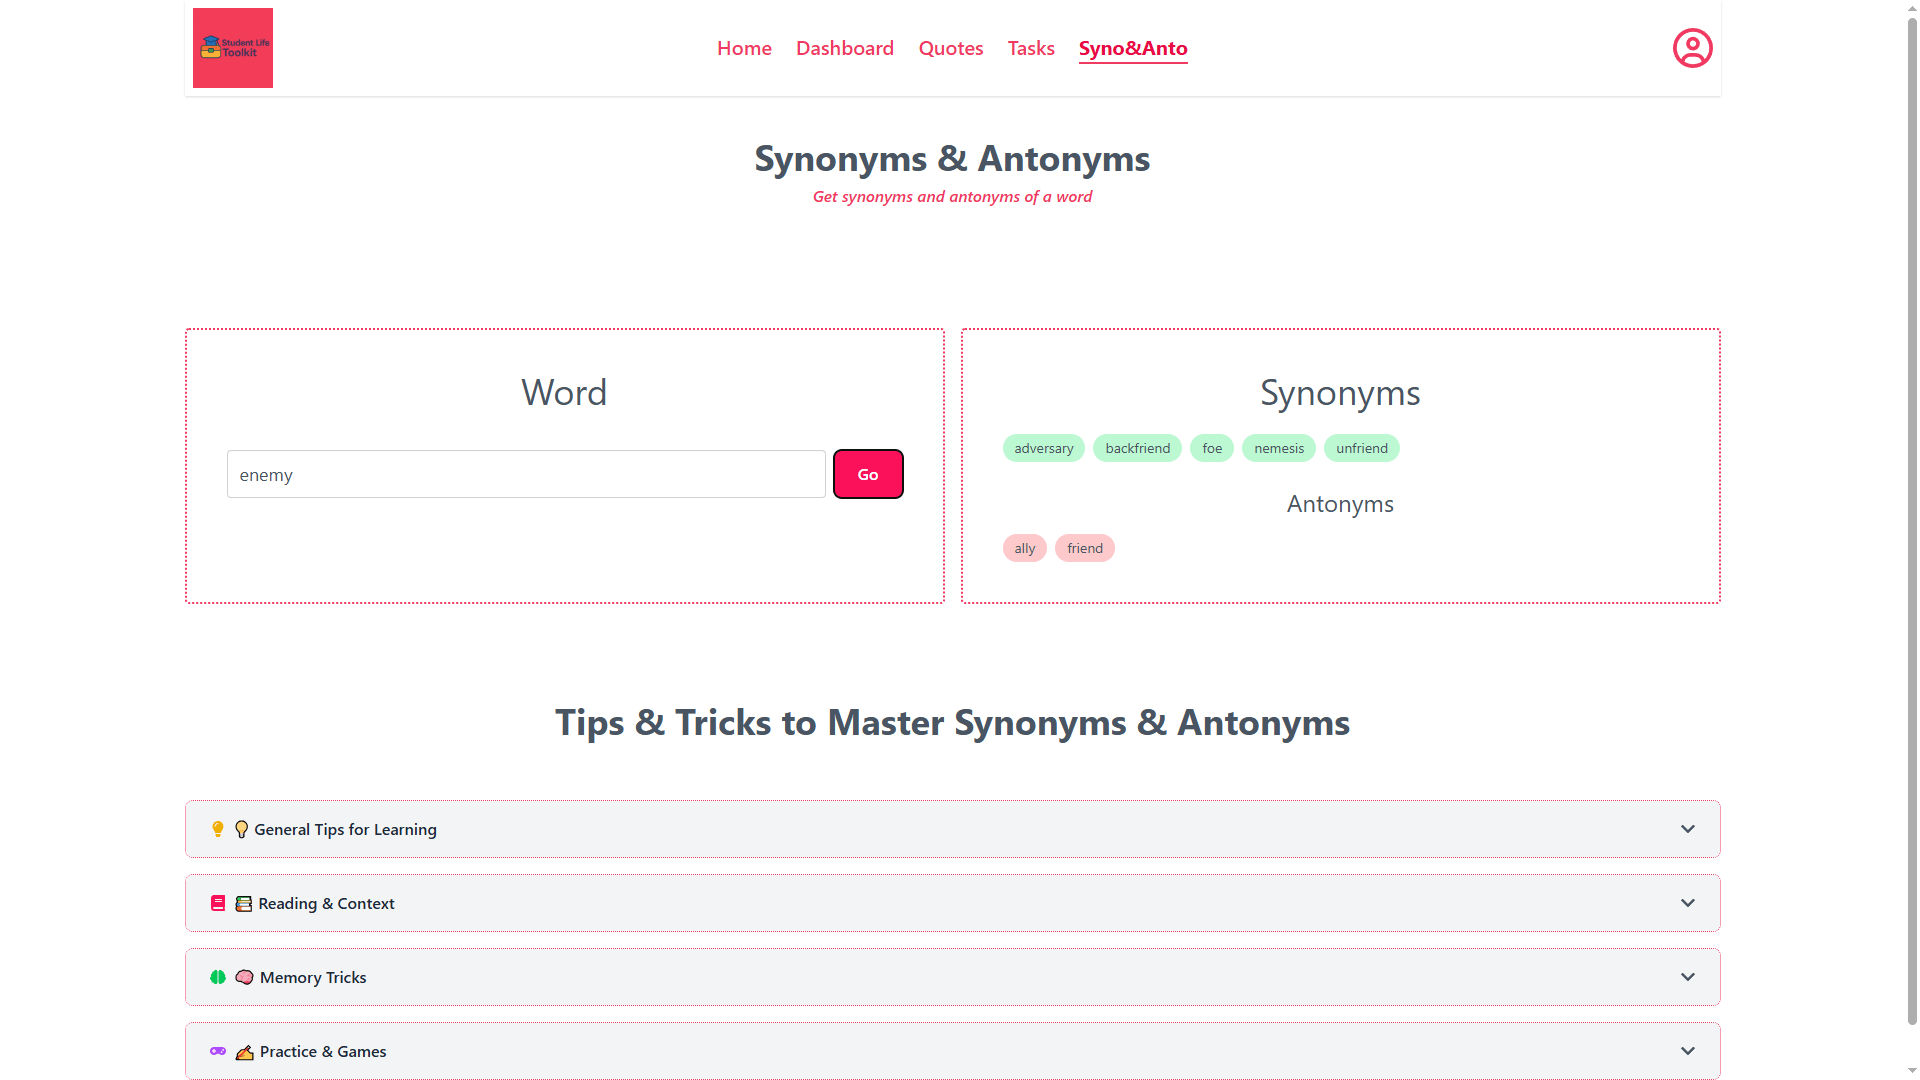 Student Life
Toolkit
Home Dashboard Quotes Tasks Syno&Anto
Synonyms & Antonyms
Get synonyms and antonyms of a word
Word
enemy
Go
Synonyms
adversary backfriend foe nemesis unfriend
Antonyms
ally friend
Tips & Tricks to Master Synonyms & Antonyms
💡 General Tips for Learning
📚 Reading & Context
🧠 Memory Tricks
✍️ Practice & Games